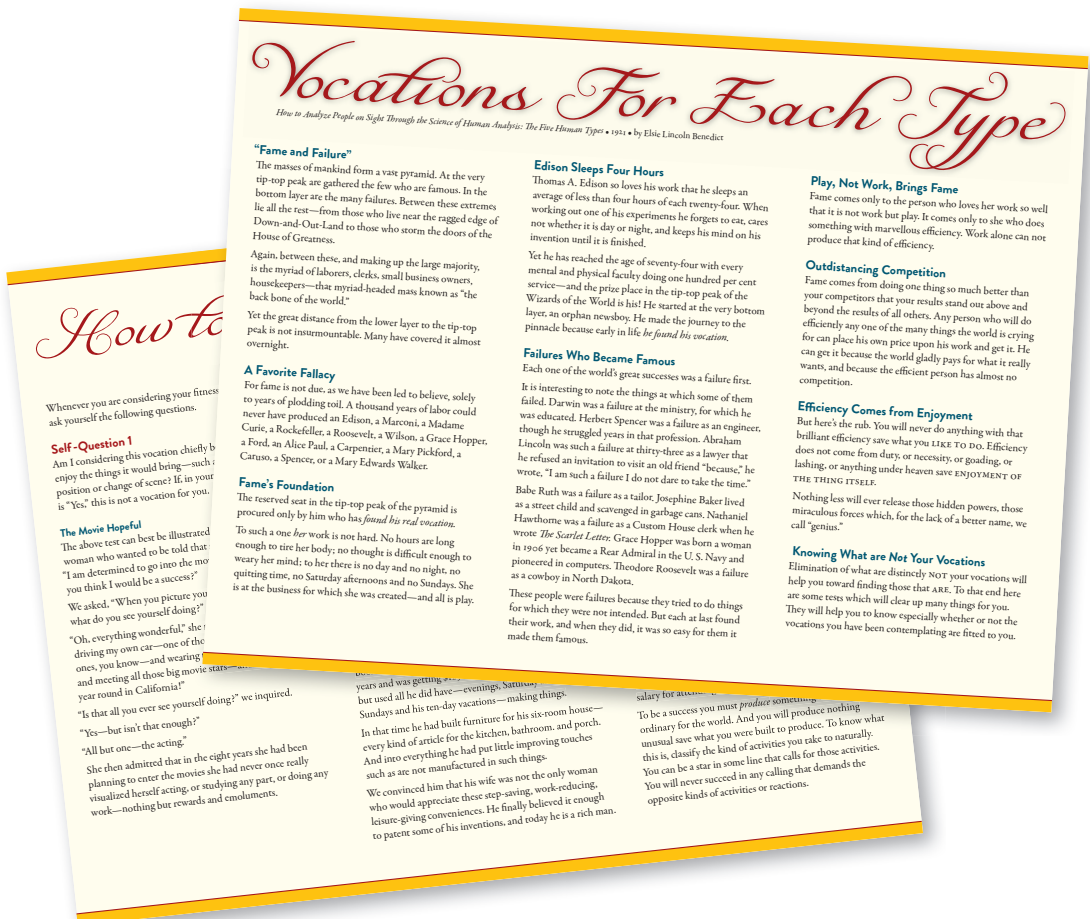 Vocations For Each Type
How to Analyze People on Sight Through the Science of Human Analysis: The Five Human Types • 1921 • by Elsie Lincoln Benedict
“Fame and Failure”
The masses of mankind form a vast pyramid. At the very
tip-top peak are gathered the few who are famous. In the
bottom layer are the many failures. Between these extremes
lie all the rest—from those who live near the ragged edge of
Down-and-Out-Land to those who storm the doors of the
House of Greatness.
Again, between these, and making up the large majority,
is the myriad of laborers, clerks, small business owners,
housekeepers—that myriad-headed mass known as “the
back bone of the world.”
Yet the great distance from the lower layer to the tip-top
peak is not insurmountable. Many have covered it almost
overnight.
A Favorite Fallacy
For fame is not due, as we have been led to believe, solely
to years of plodding toil. A thousand years of labor could
never have produced an Edison, a Marconi, a Madame
Curie, a Rockefeller, a Roosevelt, a Wilson, a Grace Hopper,
a Ford, an Alice Paul, a Carpentier, a Mary Pickford, a
Caruso, a Spencer, or a Mary Edwards Walker.
Fame’s Foundation
The reserved seat in the tip-top peak of the pyramid is
procured only by him who has found his real vocation.
To such a one her work is not hard. No hours are long
enough to tire her body; no thought is difficult enough to
weary her mind; to her there is no day and no night, no
quitting time, no Saturday afternoons and no Sundays. She
is at the business for which she was created—and all is play.
Edison Sleeps Four Hours
Thomas A. Edison so loves his work that he sleeps an
average of less than four hours of each twenty-four. When
working out one of his experiments he forgets to eat, cares
not whether it is day or night, and keeps his mind on his
invention until it is finished.
Yet he has reached the age of seventy-four with every
mental and physical faculty doing one hundred per cent
service—and the prize place in the tip-top peak of the
Wizards of the World is his! He started at the very bottom
layer, an orphan newsboy. He made the journey to the
pinnacle because early in life he found his vocation.
Failures Who Became Famous
Each one of the world’s great successes was a failure first.
It is interesting to note the things at which some of them
failed. Darwin was a failure at the ministry, for which he
was educated. Herbert Spencer was a failure as an engineer,
though he struggled years in that profession. Abraham
Lincoln was such a failure at thirty-three as a lawyer that
he refused an invitation to visit an old friend “because,” he
wrote, “I am such a failure I do not dare to take the time.”
Babe Ruth was a failure as a tailor. Josephine Baker lived
as a street child and scavenged in garbage cans. Nathaniel
Hawthorne was a failure as a Custom House clerk when he
wrote The Scarlet Letter. Grace Hopper was born a woman
in 1906 yet became a Rear Admiral in the U. S. Navy and
pioneered in computers. Theodore Roosevelt was a failure
as a cowboy in North Dakota.
These people were failures because they tried to do things
for which they were not intended. But each at last found
their work, and when they did, it was so easy for them it
made them famous.
Play, Not Work, Brings Fame
Fame comes only to the person who loves her work so well
that it is not work but play. It comes only to she who does
something with marvellous efficiency. Work alone can not
produce that kind of efficiency.
Outdistancing Competition
Fame comes from doing one thing so much better than
your competitors that your results stand out above and
beyond the results of all others. Any person who will do
efficiently any one of the many things the world is crying
for can place his own price upon his work and get it. He
can get it because the world gladly pays for what it really
wants, and because the efficient person has almost no
competition.
Efficiency Comes from Enjoyment
But here’s the rub. You will never do anything with that
brilliant efficiency save what you LIKE TO DO. Efficiency
does not come from duty, or necessity, or goading, or
lashing, or anything under heaven save ENJOYMENT OF
THE THING ITSELF.
Nothing less will ever release those hidden powers, those
miraculous forces which, for the lack of a better name, we
call “genius.”
Knowing What are Not Your Vocations
Elimination of what are distinctly NOT your vocations will
help you toward finding those that ARE. To that end here
are some tests which will clear up many things for you.
They will help you to know especially whether or not the
vocations you have been contemplating are fitted to you.
How to
Whenever you are considering your fitness
ask yourself the following questions.
Self-Question 1
Am I considering this vocation chiefly b
enjoy the things it would bring—such
position or change of scene? If, in your
is “Yes,” this is not a vocation for you.
The Movie Hopeful
The above test can best be illustrated
woman who wanted to be told that
“I am determined to go into the mov
you think I would be a success?”
We asked, “When you picture you
what do you see yourself doing?”
“Oh, everything wonderful,” she
driving my own car—one of the
ones, you know—and wearing
and meeting all those big movie stars—
year round in California!”
“Is that all you ever see yourself doing?” we inquired.
“Yes—but isn’t that enough?”
“All but one—the acting.”
She then admitted that in the eight years she had been
planning to enter the movies she had never once really
visualized herself acting, or studying any part, or doing any
work—nothing but rewards and emoluments.
years and was getting
but used all he did have—evenings, Saturday
Sundays and his ten-day vacations—making things.
In that time he had built furniture for his six-room house—
every kind of article for the kitchen, bathroom. and porch.
And into everything he had put little improving touches
such as are not manufactured in such things.
We convinced him that his wife was not the only woman
who would appreciate these step-saving, work-reducing,
leisure-giving conveniences. He finally believed it enough
to patent some of his inventions, and today he is a rich man.
salary for
To be a success you must produce something
ordinary for the world. And you will produce nothing
unusual save what you were built to produce. To know what
this is, classify the kind of activities you take to naturally.
You can be a star in some line that calls for those activities.
You will never succeed in any calling that demands the
opposite kinds of activities or reactions.